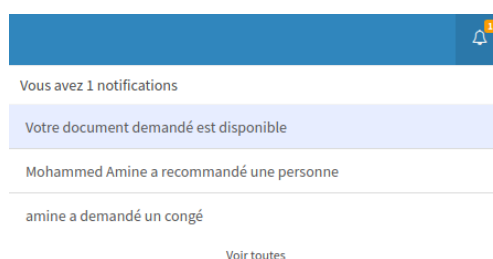 1
Vous avez 1 notifications
Votre document demandé est disponible
Mohammed Amine a recommandé une personne
amine a demandé un congé
Voir toutes